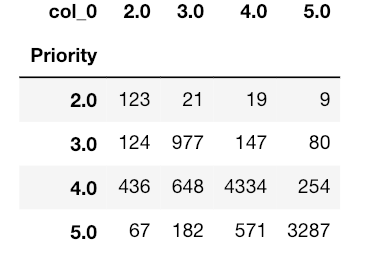 col_0 2.0 3.0 4.0 5.0
Priority
2.0 123 21 19 9
3.0 124 977 147 80
4.0 436 648 4334 254
5.0 67 182 571 3287